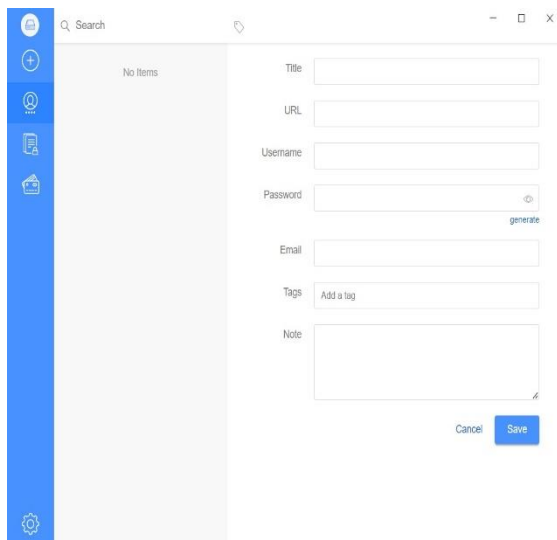 Search
No Items
Title
URL
Username
Password
generate
Email
Tags
Add a tag
Note
Cancel
Save